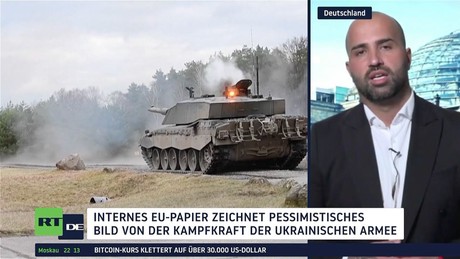 Deutschland
INTERNES EU-PAPIER ZEICHNET PESSIMISTISCHES
BILD VON DER KAMPFKRAFT DER UKRAINISCHEN ARMEE
RT DE
Moskau 22 13 BITCOIN-KURS KLETTERT AUF ÜBER 30.000 US-DOLLAR